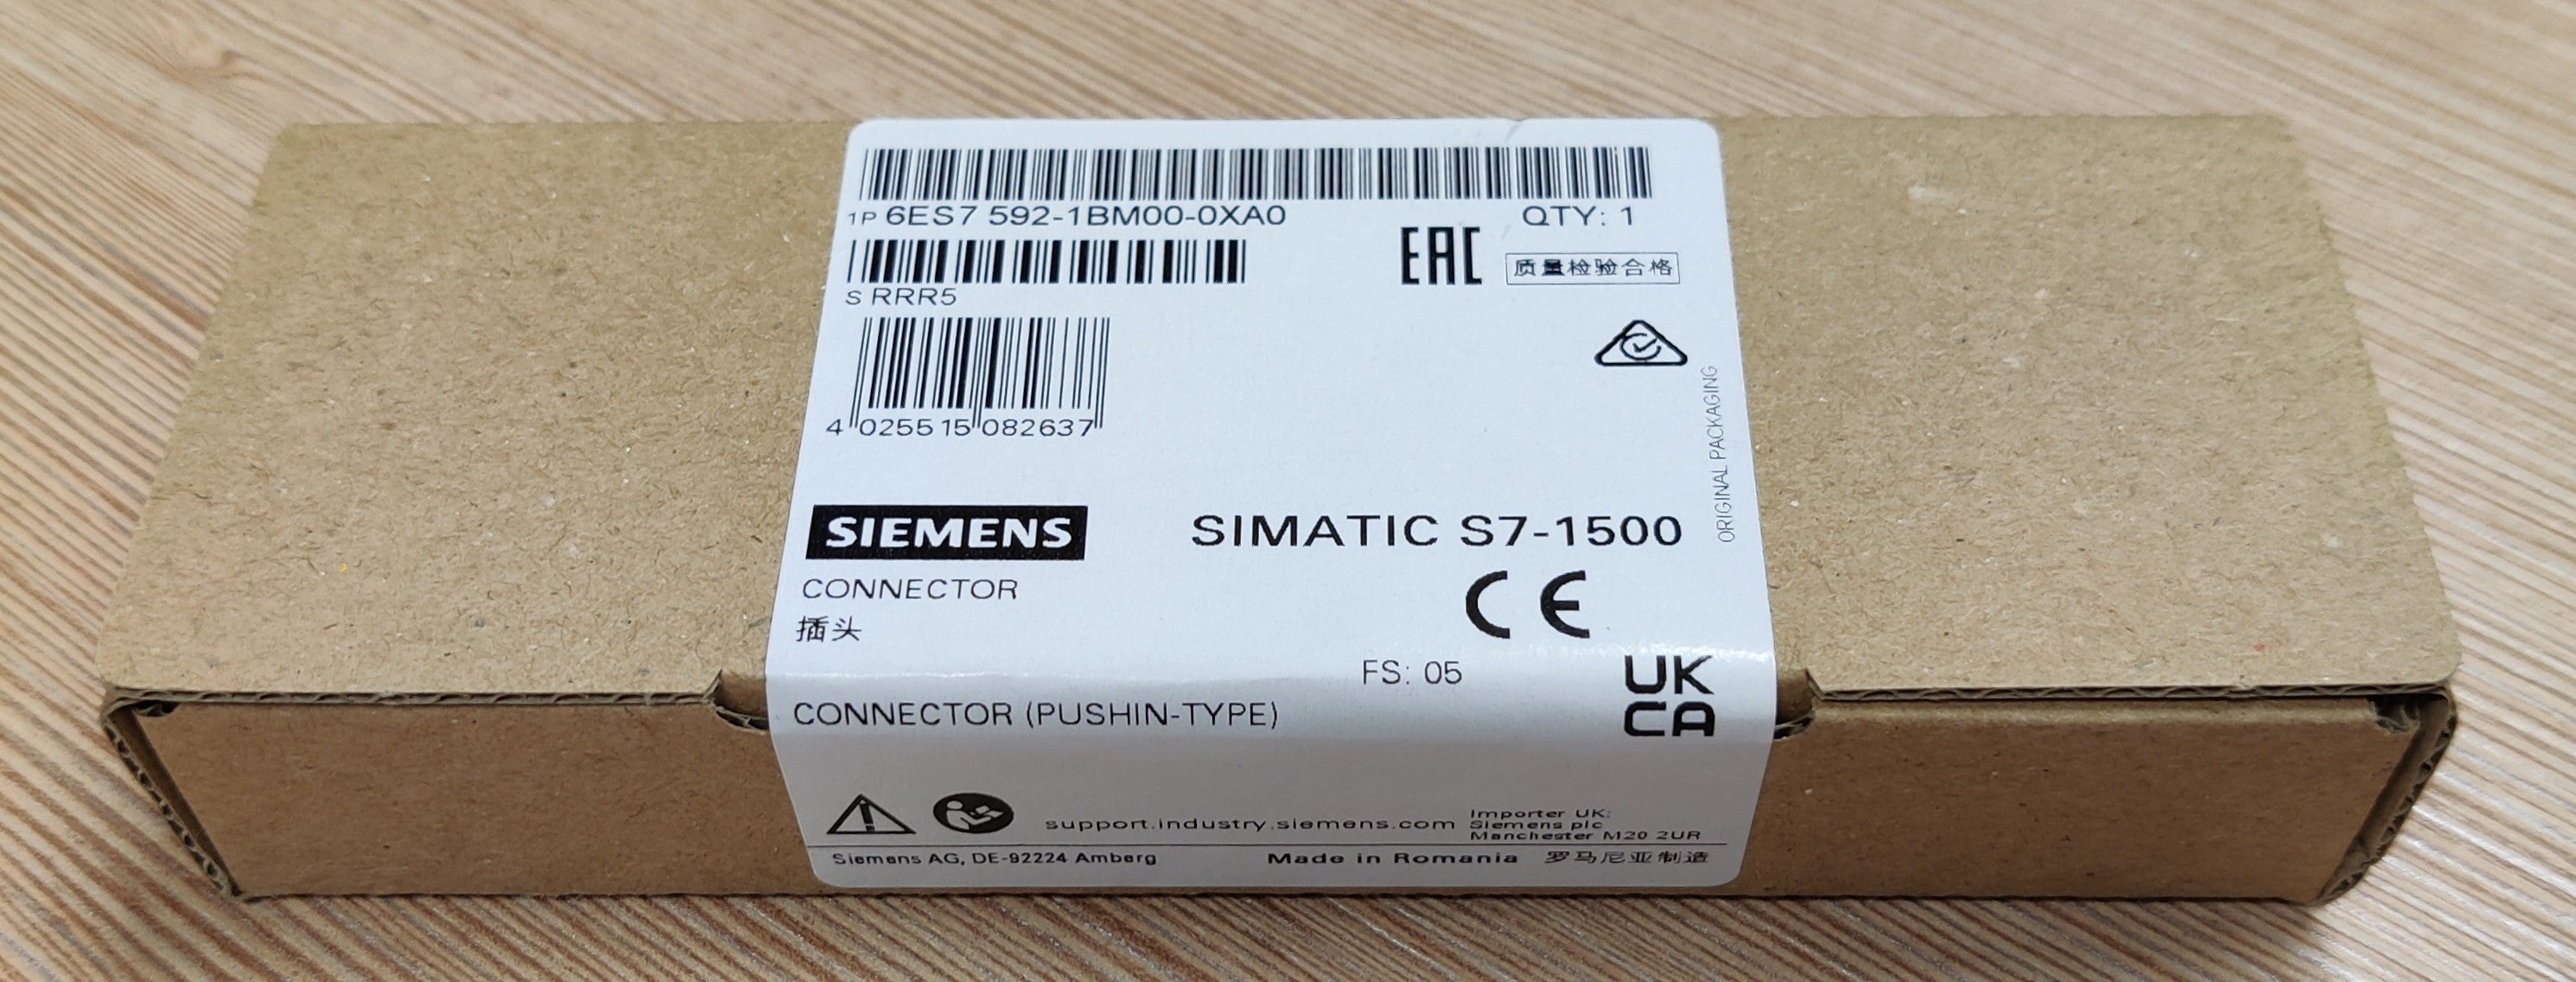 1P 6ES7 592-1BM00-0XA0
QTY: 1
EAC
质量检验合格
S RRR5
4 025515 082637
ORIGINAL PACKAGING
SIEMENS
SIMATIC S7-1500
CONNECTOR
CE
插头
FS: 05
UK
CA
CONNECTOR (PUSHIN-TYPE)
support.industry.siemens.com
Importer UK:
Siemens plc
Manchester M20 2UR
Siemens AG, DE-92224 Amberg
Made in Romania 罗马尼亚制造